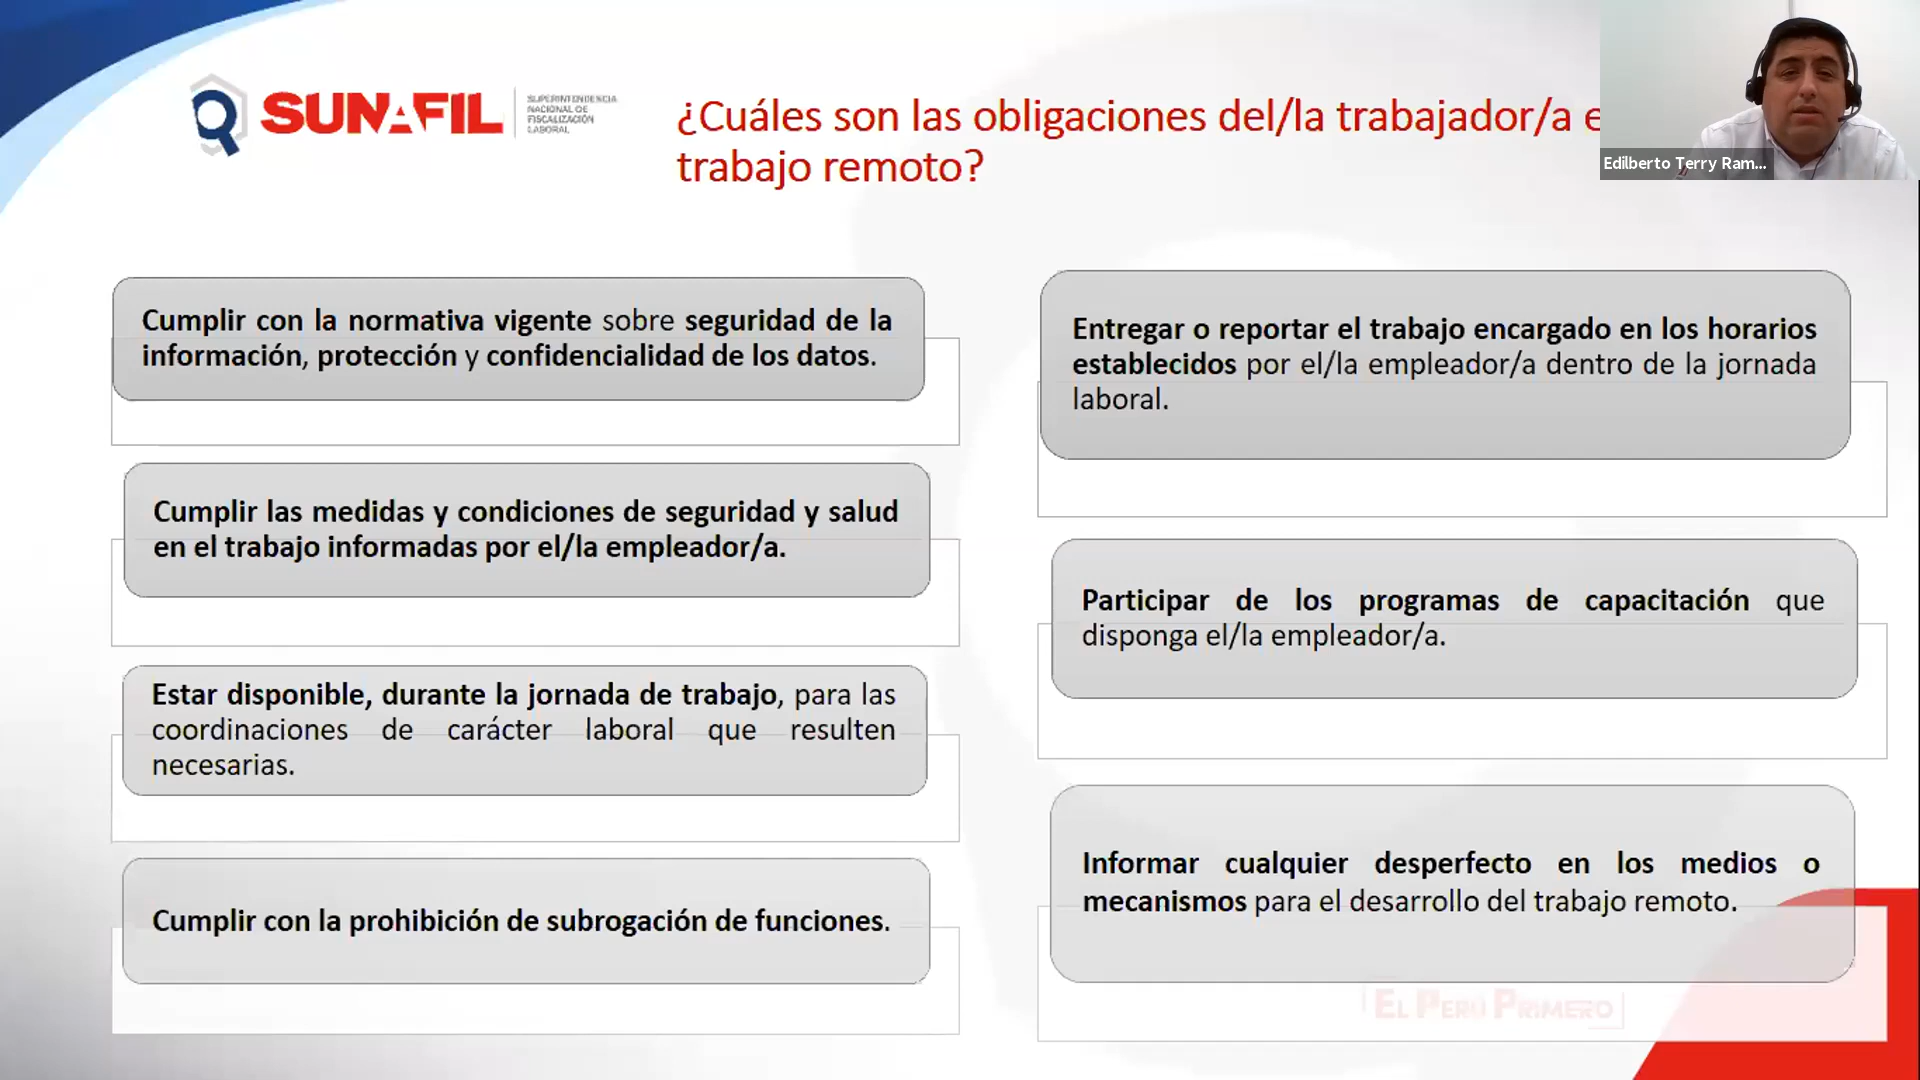 SUNAFIL
SUPERINTENDENCIA
NACIONAL DE
FISCALIZACIÓN
LABORAL
¿Cuáles son las obligaciones del/la trabajador/a e
trabajo remoto?
Edilberto Terry Ram...
Cumplir con la normativa vigente sobre seguridad de la
información, protección y confidencialidad de los datos.
Cumplir las medidas y condiciones de seguridad y salud
en el trabajo informadas por el/la empleador/a.
Estar disponible, durante la jornada de trabajo, para las
coordinaciones de carácter laboral que resulten
necesarias.
Cumplir con la prohibición de subrogación de funciones.
Entregar o reportar el trabajo encargado en los horarios
establecidos por el/la empleador/a dentro de la jornada
laboral.
Participar de los programas de capacitación que
disponga el/la empleador/a.
Informar cualquier desperfecto en los medios o
mecanismos para el desarrollo del trabajo remoto.
EL PERÚ PRIMERO